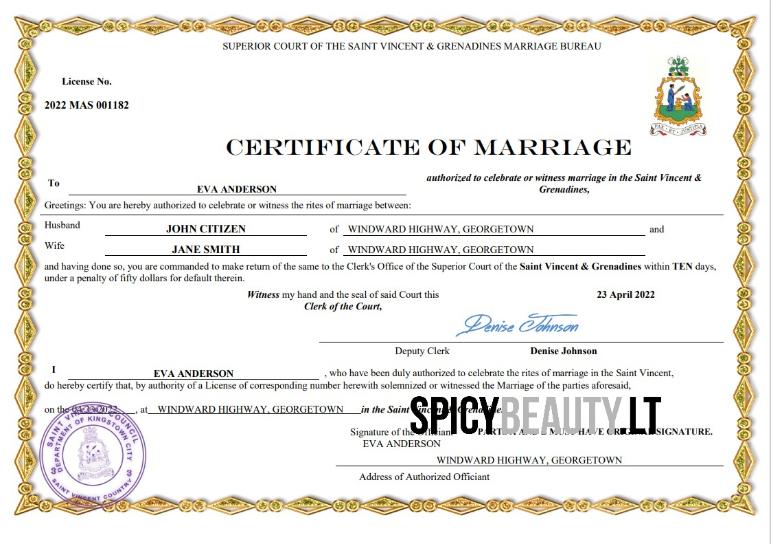 SUPERIOR COURT OF THE SAINT VINCENT & GRENADINES MARRIAGE BUREAU
License No.
2022 MAS 001182
CERTIFICATE OF MARRIAGE
To EVA ANDERSON authorized to celebrate or witness marriage in the Saint Vincent &
Grenadines,
Greetings: You are hereby authorized to celebrate or witness the rites of marriage between:
Husband JOHN CITIZEN of WINDWARD HIGHWAY, GEORGETOWN and
Wife JANE SMITH of WINDWARD HIGHWAY, GEORGETOWN
and having done so, you are commanded to make return of the same to the Clerk's Office of the Superior Court of the Saint Vincent & Grenadines within TEN days,
under a penalty of fifty dollars for default therein.
Witness my hand and the seal of said Court this 23 April 2022
Clerk of the Court,
Denise Johnson
Deputy Clerk Denise Johnson
I EVA ANDERSON , who have been duly authorized to celebrate the rites of marriage in the Saint Vincent,
do hereby certify that, by authority of a License of corresponding number herewith solemnized or witnessed the Marriage of the parties aforesaid,
on the , at WINDWARD HIGHWAY, GEORGETOWN in the Saint Vincent & Grenadines.
SPICYBEAUTY.LT
Signature of the Officiant MUST HAVE ORIGINAL SIGNATURE.
EVA ANDERSON
WINDWARD HIGHWAY, GEORGETOWN
Address of Authorized Officiant
SAINT VINCENT COUNCIL
DEPARTMENT OF KINGSTOWN CITY
SAINT VINCENT COUNTRY